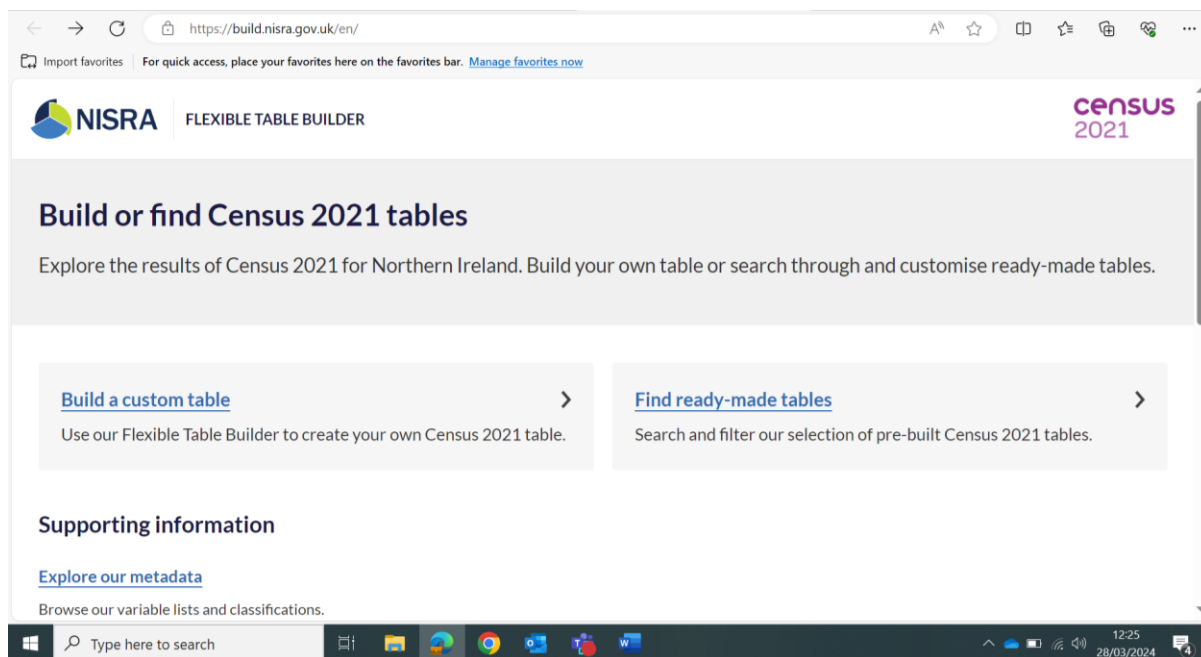 https://build.nisra.gov.uk/en/
Import favorites For quick access, place your favorites here on the favorites bar. Manage favorites now
NISRA FLEXIBLE TABLE BUILDER
census
2021
Build or find Census 2021 tables
Explore the results of Census 2021 for Northern Ireland. Build your own table or search through and customise ready-made tables.
Build a custom table
Use our Flexible Table Builder to create your own Census 2021 table.
Find ready-made tables
Search and filter our selection of pre-built Census 2021 tables.
Supporting information
Explore our metadata
Browse our variable lists and classifications.
Type here to search
12:25
28/03/2024
4